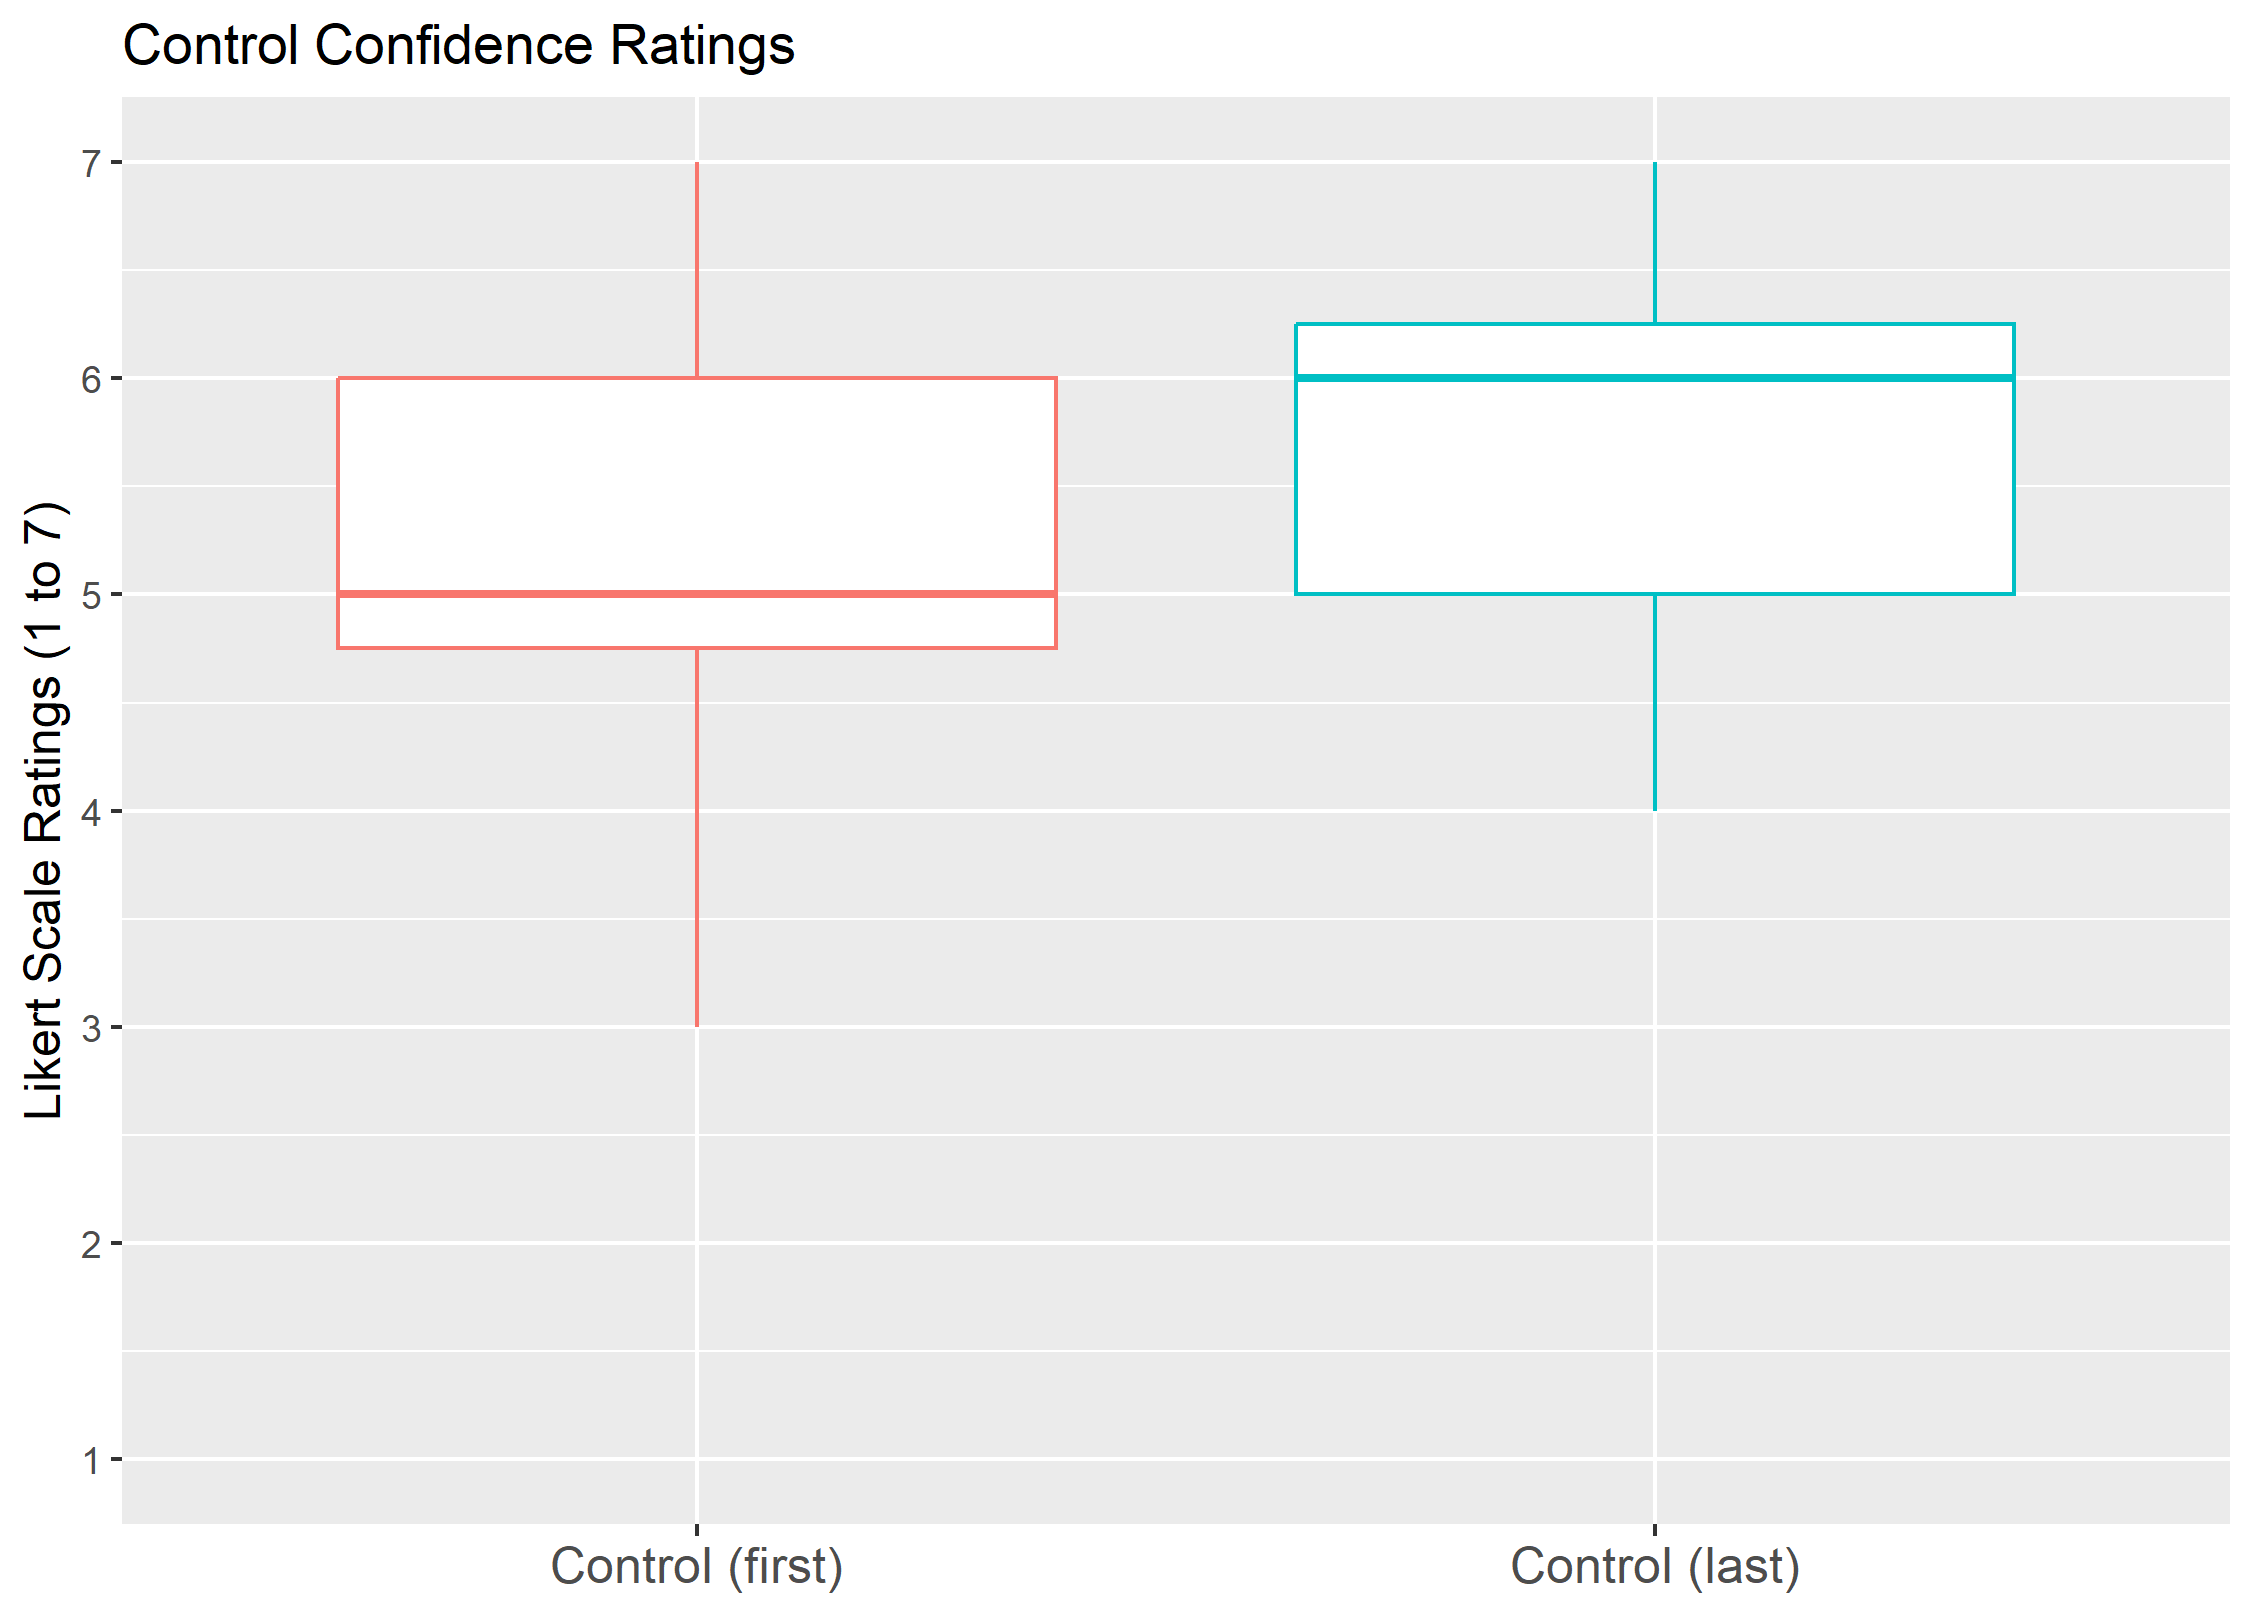 Control Confidence Ratings
Likert Scale Ratings (1 to 7)
7
6
5
4
3
2
1
Control (first)
Control (last)